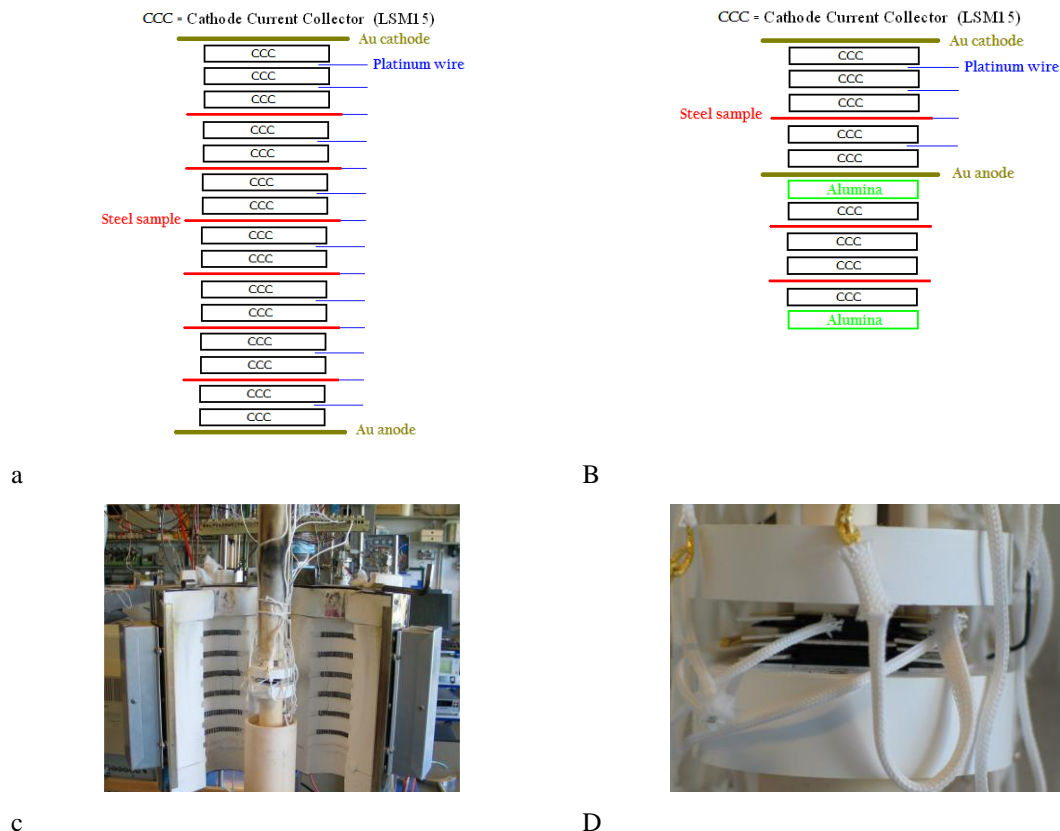 CCC = Cathode Current Collector (LSM15)
Au cathode
CCC
Platinum wire
CCC
CCC
CCC
CCC
CCC
CCC
Steel sample
CCC
CCC
CCC
CCC
CCC
CCC
CCC
CCC
Au anode
a
CCC = Cathode Current Collector (LSM15)
Au cathode
CCC
Platinum wire
CCC
CCC
Steel sample
CCC
CCC
Au anode
Alumina
CCC
CCC
CCC
CCC
Alumina
B
c
D